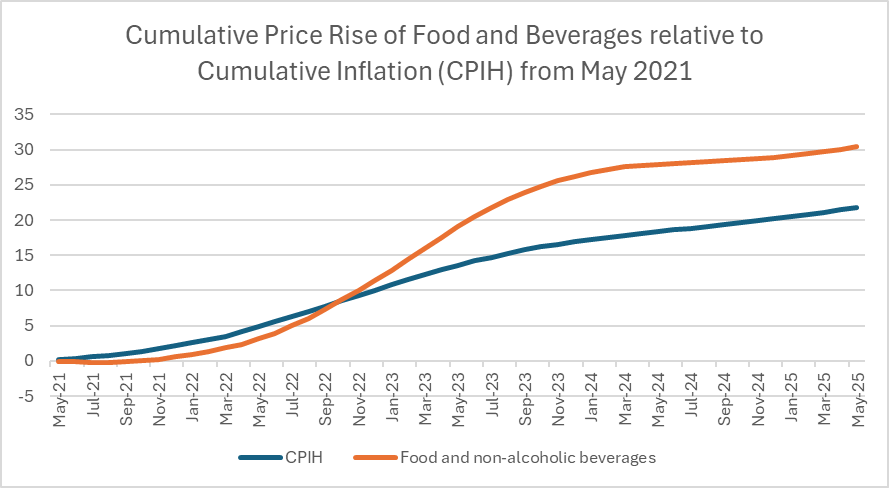 Cumulative Price Rise of Food and Beverages relative to
Cumulative Inflation (CPIH) from May 2021
35
30
25
20
15
10
5
0
-5
May-21
Jul-21
Sep-21
Nov-21
Jan-22
Mar-22
May-22
Jul-22
Sep-22
Nov-22
Jan-23
Mar-23
May-23
Jul-23
Sep-23
Nov-23
Jan-24
Mar-24
May-24
Jul-24
Sep-24
Nov-24
Jan-25
Mar-25
May-25
CPIH
Food and non-alcoholic beverages